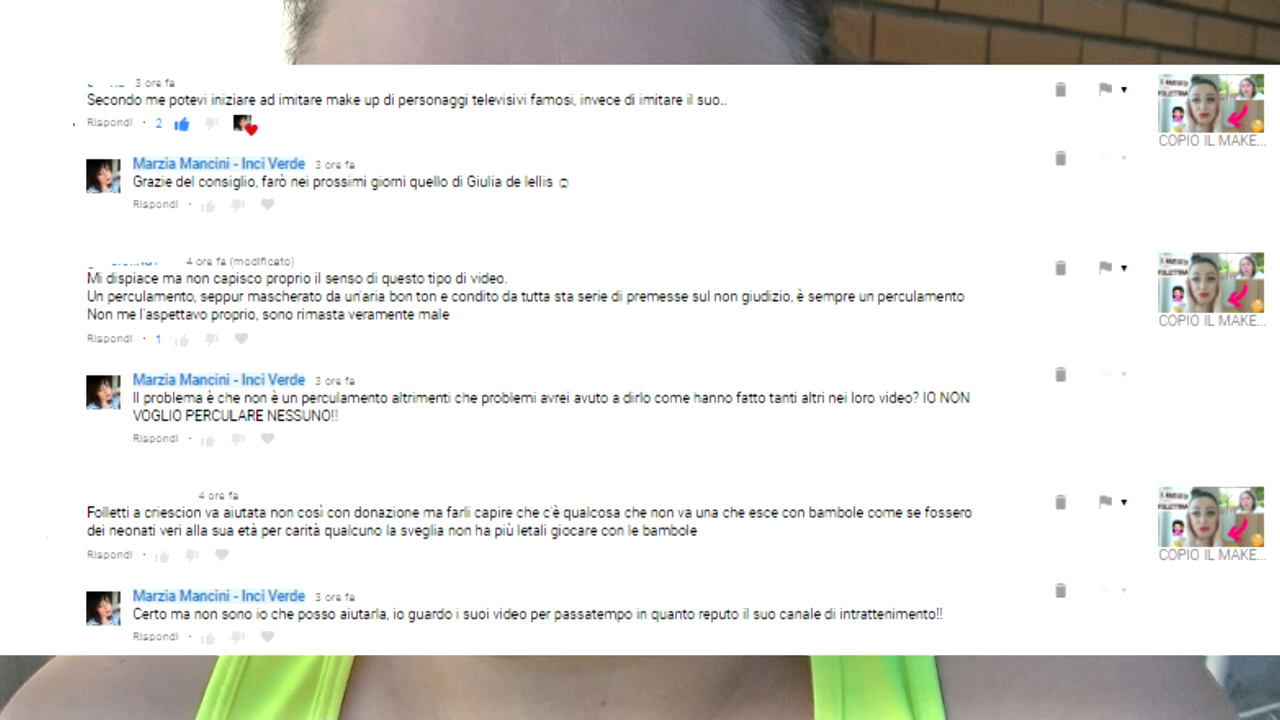 3 ore fa
Secondo me potevi iniziare ad imitare make up di personaggi televisivi famosi, invece di imitare il suo..
Rispondi · 2
COPIO IL MAKE...
Marzia Mancini - Inci Verde 3 ore fa
Grazie del consiglio, farò nei prossimi giorni quello di Giulia de lellis ☺
Rispondi ·
4 ore fa (modificato)
Mi dispiace ma non capisco proprio il senso di questo tipo di video.
Un perculamento, seppur mascherato da un'aria bon ton e condito da tutta sta serie di premesse sul non giudizio, è sempre un perculamento
Non me l'aspettavo proprio, sono rimasta veramente male
COPIO IL MAKE...
Rispondi · 1
Marzia Mancini - Inci Verde 3 ore fa
Il problema è che non è un perculamento altrimenti che problemi avrei avuto a dirlo come hanno fatto tanti altri nei loro video? IO NON
VOGLIO PERCULARE NESSUNO!!
Rispondi ·
4 ore fa
Folletti a criescion va aiutata non così con donazione ma farli capire che c'è qualcosa che non va una che esce con bambole come se fossero
dei neonati veri alla sua età per carità qualcuno la sveglia non ha più letali giocare con le bambole
Rispondi ·
COPIO IL MAKE...
Marzia Mancini - Inci Verde 3 ore fa
Certo ma non sono io che posso aiutarla, io guardo i suoi video per passatempo in quanto reputo il suo canale di intrattenimento!!
Rispondi ·